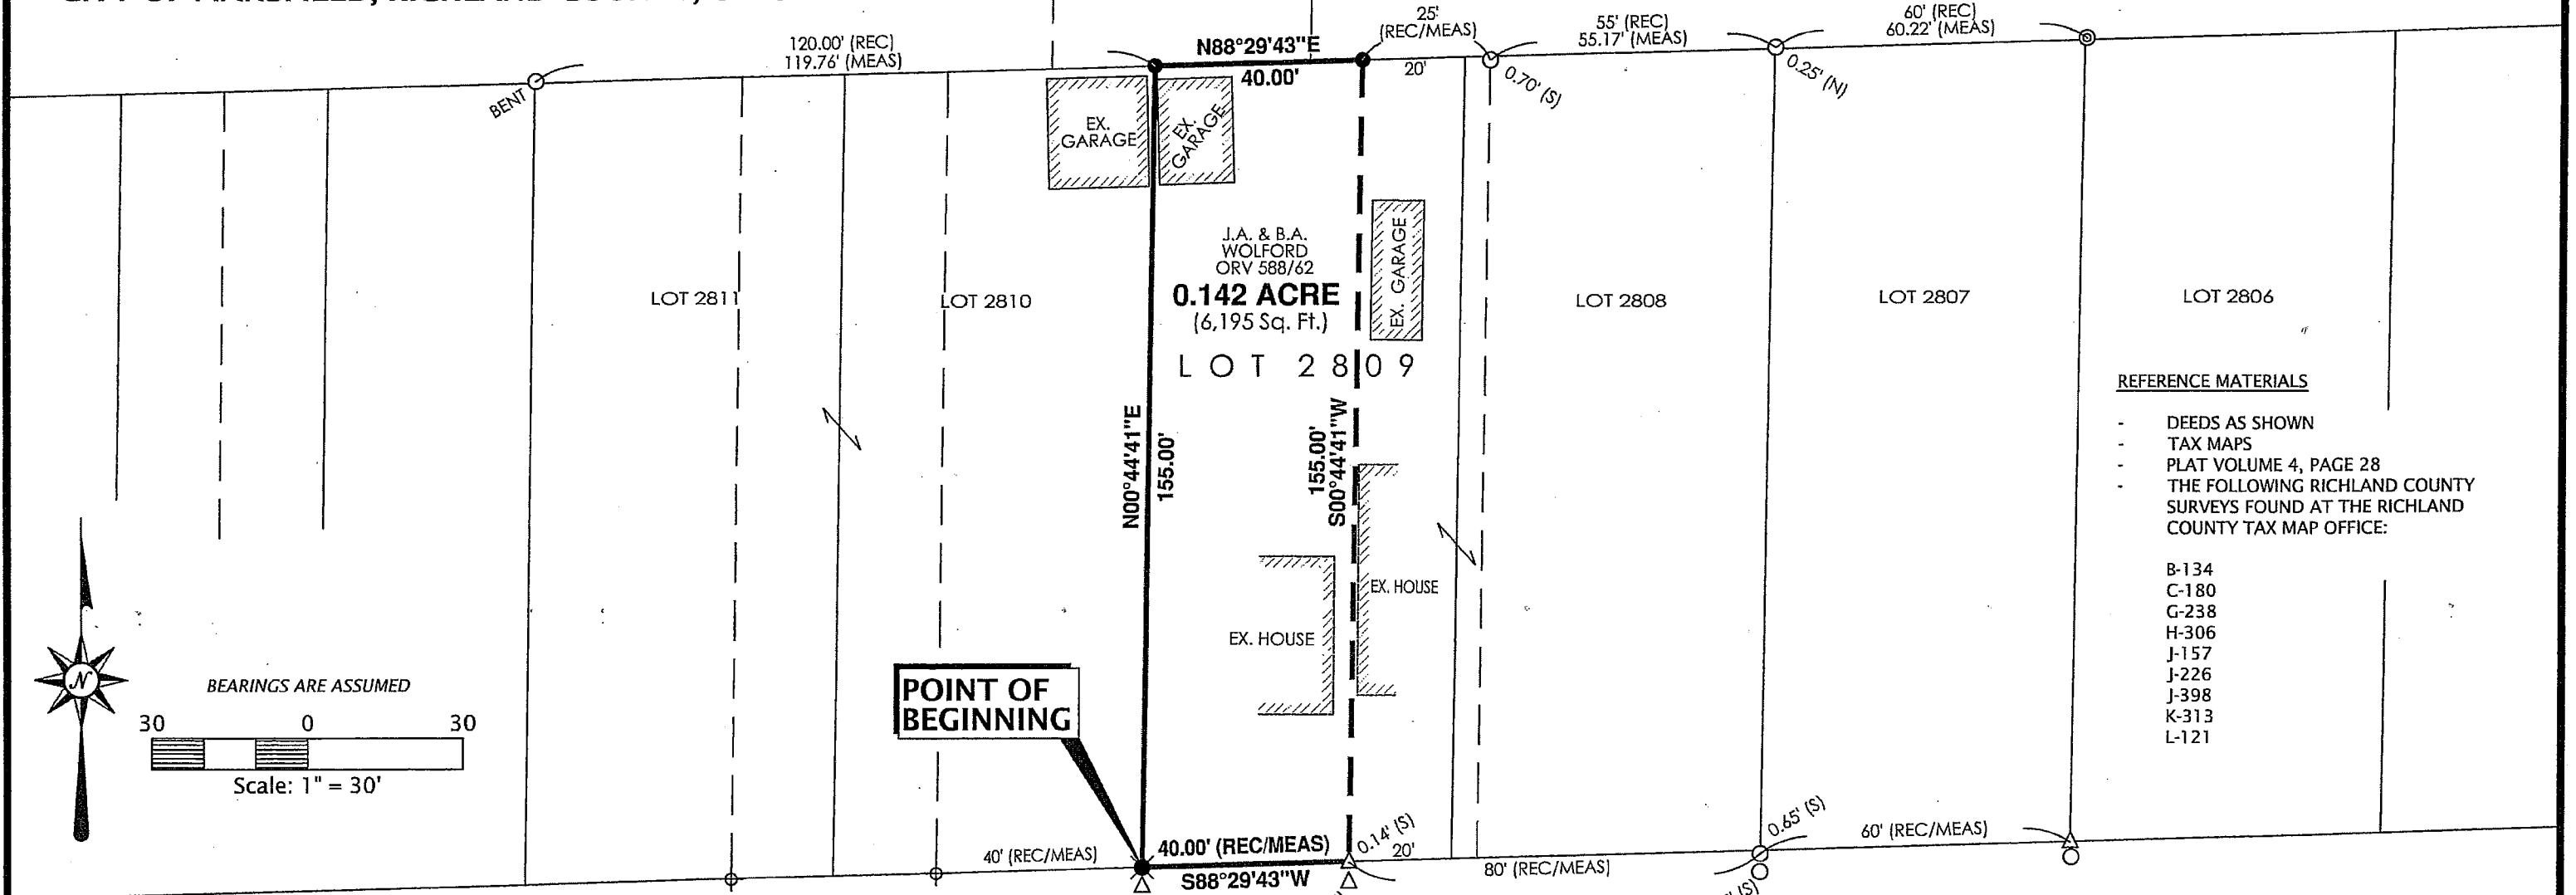 120.00' (REC)
119.76' (MEAS)
N88°29'43"E
40.00'
25'
(REC/MEAS)
20'
55' (REC)
55.17' (MEAS)
60' (REC)
60.22' (MEAS)
BENT
0.70' (S)
0.25' (N)
EX.
GARAGE
EX.
GARAGE
EX. GARAGE
J.A. & B.A.
WOLFORD
ORV 588/62
0.142 ACRE
(6,195 Sq. Ft.)
LOT 2809
LOT 2811
LOT 2810
LOT 2808
LOT 2807
LOT 2806
N00°44'41"E
155.00'
155.00'
S00°44'41"W
EX. HOUSE
EX. HOUSE
REFERENCE MATERIALS
- DEEDS AS SHOWN
- TAX MAPS
- PLAT VOLUME 4, PAGE 28
- THE FOLLOWING RICHLAND COUNTY
SURVEYS FOUND AT THE RICHLAND
COUNTY TAX MAP OFFICE:
B-134
C-180
G-238
H-306
J-157
J-226
J-398
K-313
L-121
N
BEARINGS ARE ASSUMED
30 0 30
Scale: 1" = 30'
POINT OF
BEGINNING
40' (REC/MEAS)
40.00' (REC/MEAS)
S88°29'43"W
0.14' (S)
20'
80' (REC/MEAS)
0.65' (S)
60' (REC/MEAS)
(S)